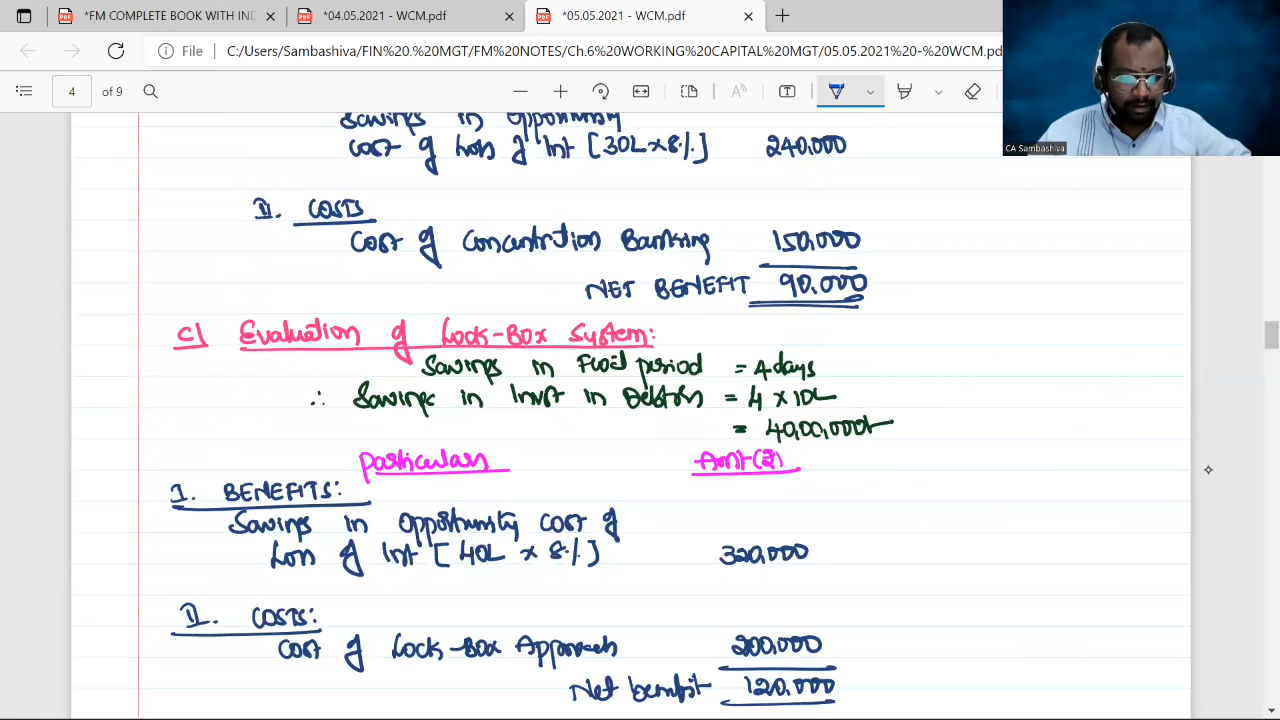 *FM COMPLETE BOOK WITH IND
*04.05.2021 - WCM.pdf
*05.05.2021 - WCM.pdf
File C:/Users/Sambashiva/FIN%20.%20MGT/FM%20NOTES/Ch.6%20WORKING%20CAPITAL%20MGT/05.05.2021%20-%20WCM.pd
4 of 9
CA Sambashiva
Savings in Opportunity
Cost of Loss of Int [30L x 8%] 240,000
II. COSTS
Cost of Concentration Banking 150,000
NET BENEFIT 90,000
C) Evaluation of Lock-Box System:
Savings in Float period = 4 days
∴ Savings in Invst in Debtors = 4 x 10L
= 40,00,000
Particulars Amt (₹)
I. BENEFITS:
Savings in Opportunity Cost of
Loss of Int [40L x 8%] 320,000
II. COSTS:
Cost of Lock-Box Approach 200,000
Net benefit 120,000